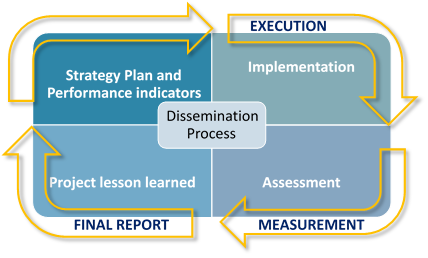 EXECUTION
Strategy Plan and
Performance indicators
Implementation
Dissemination
Process
Project lesson learned
Assessment
FINAL REPORT
MEASUREMENT